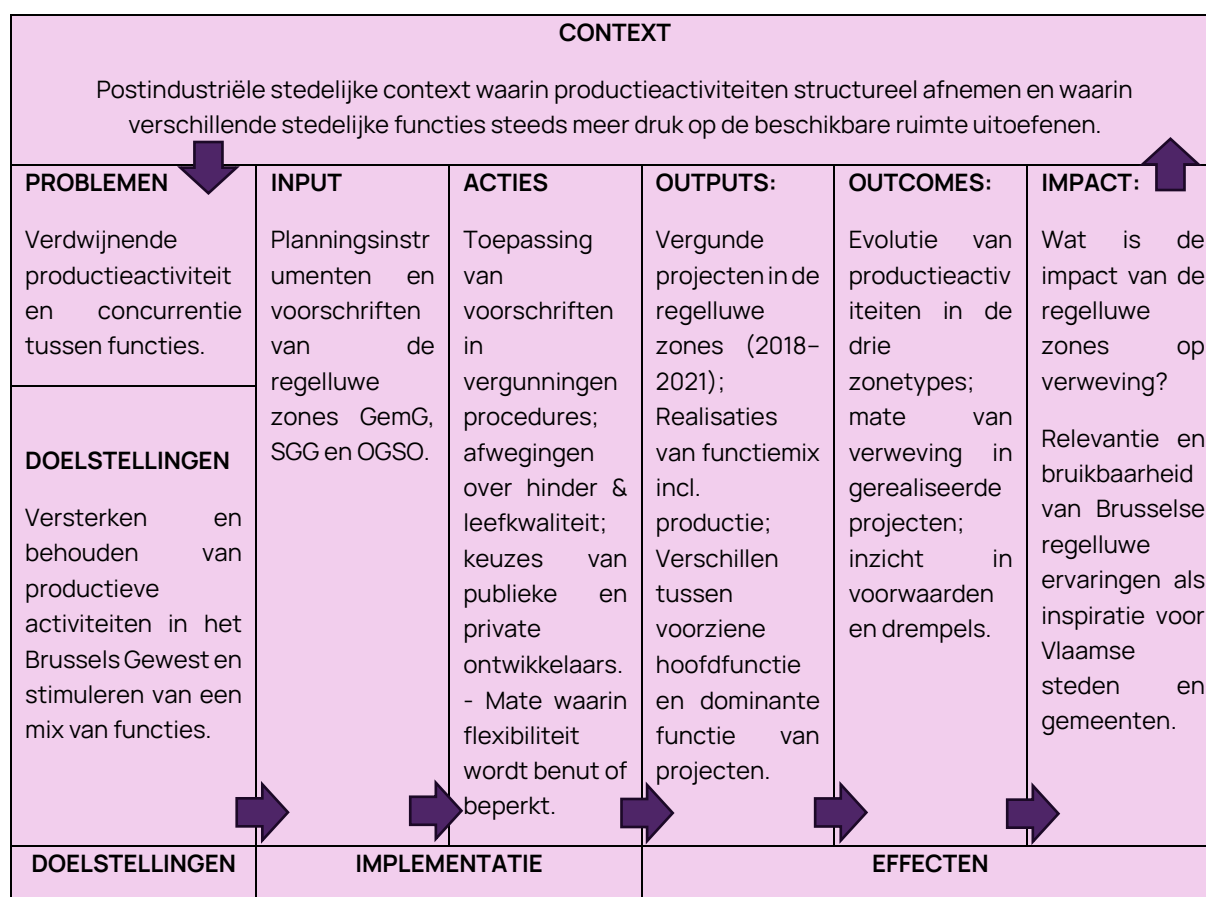 CONTEXT
Postindustriële stedelijke context waarin productieactiviteiten structureel afnemen en waarin
verschillende stedelijke functies steeds meer druk op de beschikbare ruimte uitoefenen.
PROBLEMEN
Verdwijnende
productieactiviteit
en concurrentie
tussen functies.
DOELSTELLINGEN
Versterken en
behouden van
productieve
activiteiten in het
Brussels Gewest en
stimuleren van een
mix van functies.
INPUT
Planningsinstr
umenten en
voorschriften
van de
regelluwe
zones GemG,
SGG en OGSO.
ACTIES
Toepassing
van
voorschriften
in
vergunningen
procedures;
afwegingen
over hinder &
leefkwaliteit;
keuzes van
publieke en
private
ontwikkelaars.
- Mate waarin
flexibiliteit
wordt benut of
beperkt.
OUTPUTS:
Vergunde
projecten in de
regelluwe
zones (2018–
2021);
Realisaties
van functiemix
incl.
productie;
Verschillen
tussen
voorziene
hoofdfunctie
en dominante
functie van
projecten.
OUTCOMES:
Evolutie van
productieactiv
iteiten in de
drie
zonetypes;
mate van
verweving in
gerealiseerde
projecten;
inzicht in
voorwaarden
en drempels.
IMPACT:
Wat is de
impact van de
regelluwe
zones op
verweving?
Relevantie en
bruikbaarheid
van Brusselse
regelluwe
ervaringen als
inspiratie voor
Vlaamse
steden en
gemeenten.
DOELSTELLINGEN
IMPLEMENTATIE
EFFECTEN